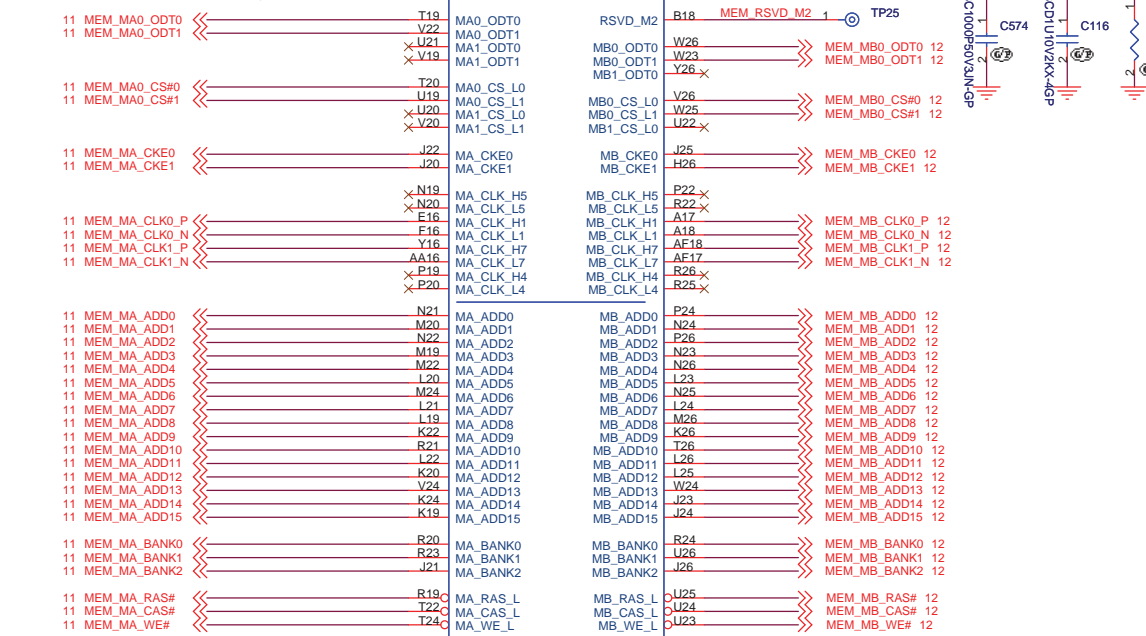 11 MEM_MA0_ODT0 T19 MA0_ODT0 RSVD_M2 B18 MEM_RSVD_M2 1 TP25
11 MEM_MA0_ODT1 V22 MA0_ODT1
U21 MA1_ODT0 MB0_ODT0 W26 MEM_MB0_ODT0 12
V19 MA1_ODT1 MB0_ODT1 W23 MEM_MB0_ODT1 12
MB1_ODT0 Y26
11 MEM_MA0_CS#0 T20 MA0_CS_L0
11 MEM_MA0_CS#1 U19 MA0_CS_L1 MB0_CS_L0 V26 MEM_MB0_CS#0 12
U20 MA1_CS_L0 MB0_CS_L1 W25 MEM_MB0_CS#1 12
V20 MA1_CS_L1 MB1_CS_L0 U22
11 MEM_MA_CKE0 J22 MA_CKE0 MB_CKE0 J25 MEM_MB_CKE0 12
11 MEM_MA_CKE1 J20 MA_CKE1 MB_CKE1 H26 MEM_MB_CKE1 12
N19 MA_CLK_H5 MB_CLK_H5 P22
N20 MA_CLK_L5 MB_CLK_L5 R22
11 MEM_MA_CLK0_P E16 MA_CLK_H1 MB_CLK_H1 A17 MEM_MB_CLK0_P 12
11 MEM_MA_CLK0_N F16 MA_CLK_L1 MB_CLK_L1 A18 MEM_MB_CLK0_N 12
11 MEM_MA_CLK1_P Y16 MA_CLK_H7 MB_CLK_H7 AF18 MEM_MB_CLK1_P 12
11 MEM_MA_CLK1_N AA16 MA_CLK_L7 MB_CLK_L7 AF17 MEM_MB_CLK1_N 12
P19 MA_CLK_H4 MB_CLK_H4 R26
P20 MA_CLK_L4 MB_CLK_L4 R25
11 MEM_MA_ADD0 N21 MA_ADD0 MB_ADD0 P24 MEM_MB_ADD0 12
11 MEM_MA_ADD1 M20 MA_ADD1 MB_ADD1 N24 MEM_MB_ADD1 12
11 MEM_MA_ADD2 N22 MA_ADD2 MB_ADD2 P26 MEM_MB_ADD2 12
11 MEM_MA_ADD3 M19 MA_ADD3 MB_ADD3 N23 MEM_MB_ADD3 12
11 MEM_MA_ADD4 M22 MA_ADD4 MB_ADD4 N26 MEM_MB_ADD4 12
11 MEM_MA_ADD5 L20 MA_ADD5 MB_ADD5 L23 MEM_MB_ADD5 12
11 MEM_MA_ADD6 M24 MA_ADD6 MB_ADD6 N25 MEM_MB_ADD6 12
11 MEM_MA_ADD7 L21 MA_ADD7 MB_ADD7 L24 MEM_MB_ADD7 12
11 MEM_MA_ADD8 L19 MA_ADD8 MB_ADD8 M26 MEM_MB_ADD8 12
11 MEM_MA_ADD9 K22 MA_ADD9 MB_ADD9 K26 MEM_MB_ADD9 12
11 MEM_MA_ADD10 R21 MA_ADD10 MB_ADD10 T26 MEM_MB_ADD10 12
11 MEM_MA_ADD11 L22 MA_ADD11 MB_ADD11 L26 MEM_MB_ADD11 12
11 MEM_MA_ADD12 K20 MA_ADD12 MB_ADD12 L25 MEM_MB_ADD12 12
11 MEM_MA_ADD13 V24 MA_ADD13 MB_ADD13 W24 MEM_MB_ADD13 12
11 MEM_MA_ADD14 K24 MA_ADD14 MB_ADD14 J23 MEM_MB_ADD14 12
11 MEM_MA_ADD15 K19 MA_ADD15 MB_ADD15 J24 MEM_MB_ADD15 12
11 MEM_MA_BANK0 R20 MA_BANK0 MB_BANK0 R24 MEM_MB_BANK0 12
11 MEM_MA_BANK1 R23 MA_BANK1 MB_BANK1 U26 MEM_MB_BANK1 12
11 MEM_MA_BANK2 J21 MA_BANK2 MB_BANK2 J26 MEM_MB_BANK2 12
11 MEM_MA_RAS# R19 MA_RAS_L MB_RAS_L U25 MEM_MB_RAS# 12
11 MEM_MA_CAS# T22 MA_CAS_L MB_CAS_L U24 MEM_MB_CAS# 12
11 MEM_MA_WE# T24 MA_WE_L MB_WE_L U23 MEM_MB_WE# 12
C1000P50V3JN-GP
1
2
C574
G/P
SCD1U10V2KX-4GP
1
2
C116
G/P
1
2